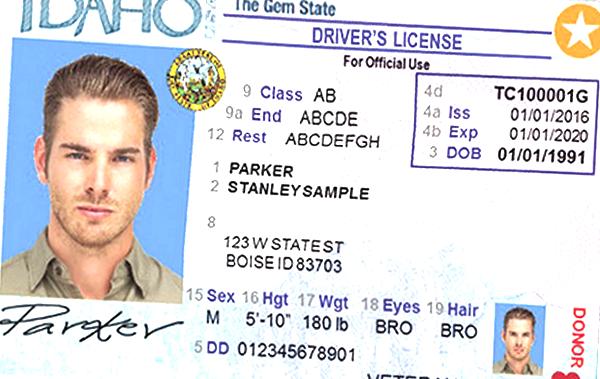 IDAHO
The Gem State
DRIVER'S LICENSE
For Official Use
9 Class AB
9a End ABCDE
12 Rest ABCDEFGH
4d TC100001G
4a Iss 01/01/2016
4b Exp 01/01/2020
3 DOB 01/01/1991
1 PARKER
2 STANLEY SAMPLE
8
123 W STATE ST
BOISE ID 83703
15 Sex 16 Hgt 17 Wgt 18 Eyes 19 Hair
M 5'-10" 180 lb BRO BRO
Parker
5 DD 012345678901
DONOR
VETERAN